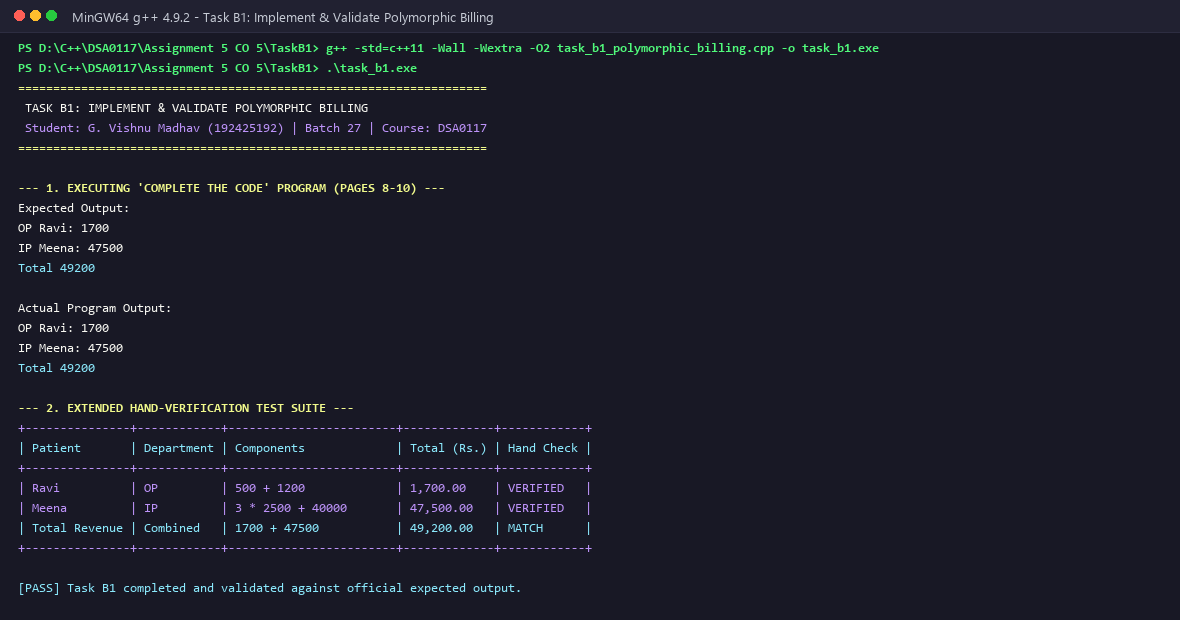 MinGW64 g++ 4.9.2 - Task B1: Implement & Validate Polymorphic Billing
PS D:\C++\DSA0117\Assignment 5 CO 5\TaskB1> g++ -std=c++11 -Wall -Wextra -O2 task_b1_polymorphic_billing.cpp -o task_b1.exe
PS D:\C++\DSA0117\Assignment 5 CO 5\TaskB1> .\task_b1.exe
===================================================================
TASK B1: IMPLEMENT & VALIDATE POLYMORPHIC BILLING
Student: G. Vishnu Madhav (192425192) | Batch 27 | Course: DSA0117
===================================================================
--- 1. EXECUTING 'COMPLETE THE CODE' PROGRAM (PAGES 8-10) ---
Expected Output:
OP Ravi: 1700
IP Meena: 47500
Total 49200
Actual Program Output:
OP Ravi: 1700
IP Meena: 47500
Total 49200
--- 2. EXTENDED HAND-VERIFICATION TEST SUITE ---
+---------------+------------+------------------------+-------------+------------+
| Patient       | Department | Components             | Total (Rs.) | Hand Check |
+---------------+------------+------------------------+-------------+------------+
| Ravi          | OP         | 500 + 1200             | 1,700.00    | VERIFIED   |
| Meena         | IP         | 3 * 2500 + 40000       | 47,500.00   | VERIFIED   |
| Total Revenue | Combined   | 1700 + 47500           | 49,200.00   | MATCH      |
+---------------+------------+------------------------+-------------+------------+
[PASS] Task B1 completed and validated against official expected output.